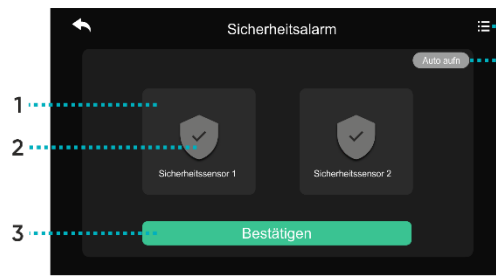 Sicherheitsalarm
Auto aufn
1
2
Sicherheitssensor 1
Sicherheitssensor 2
3
Bestätigen